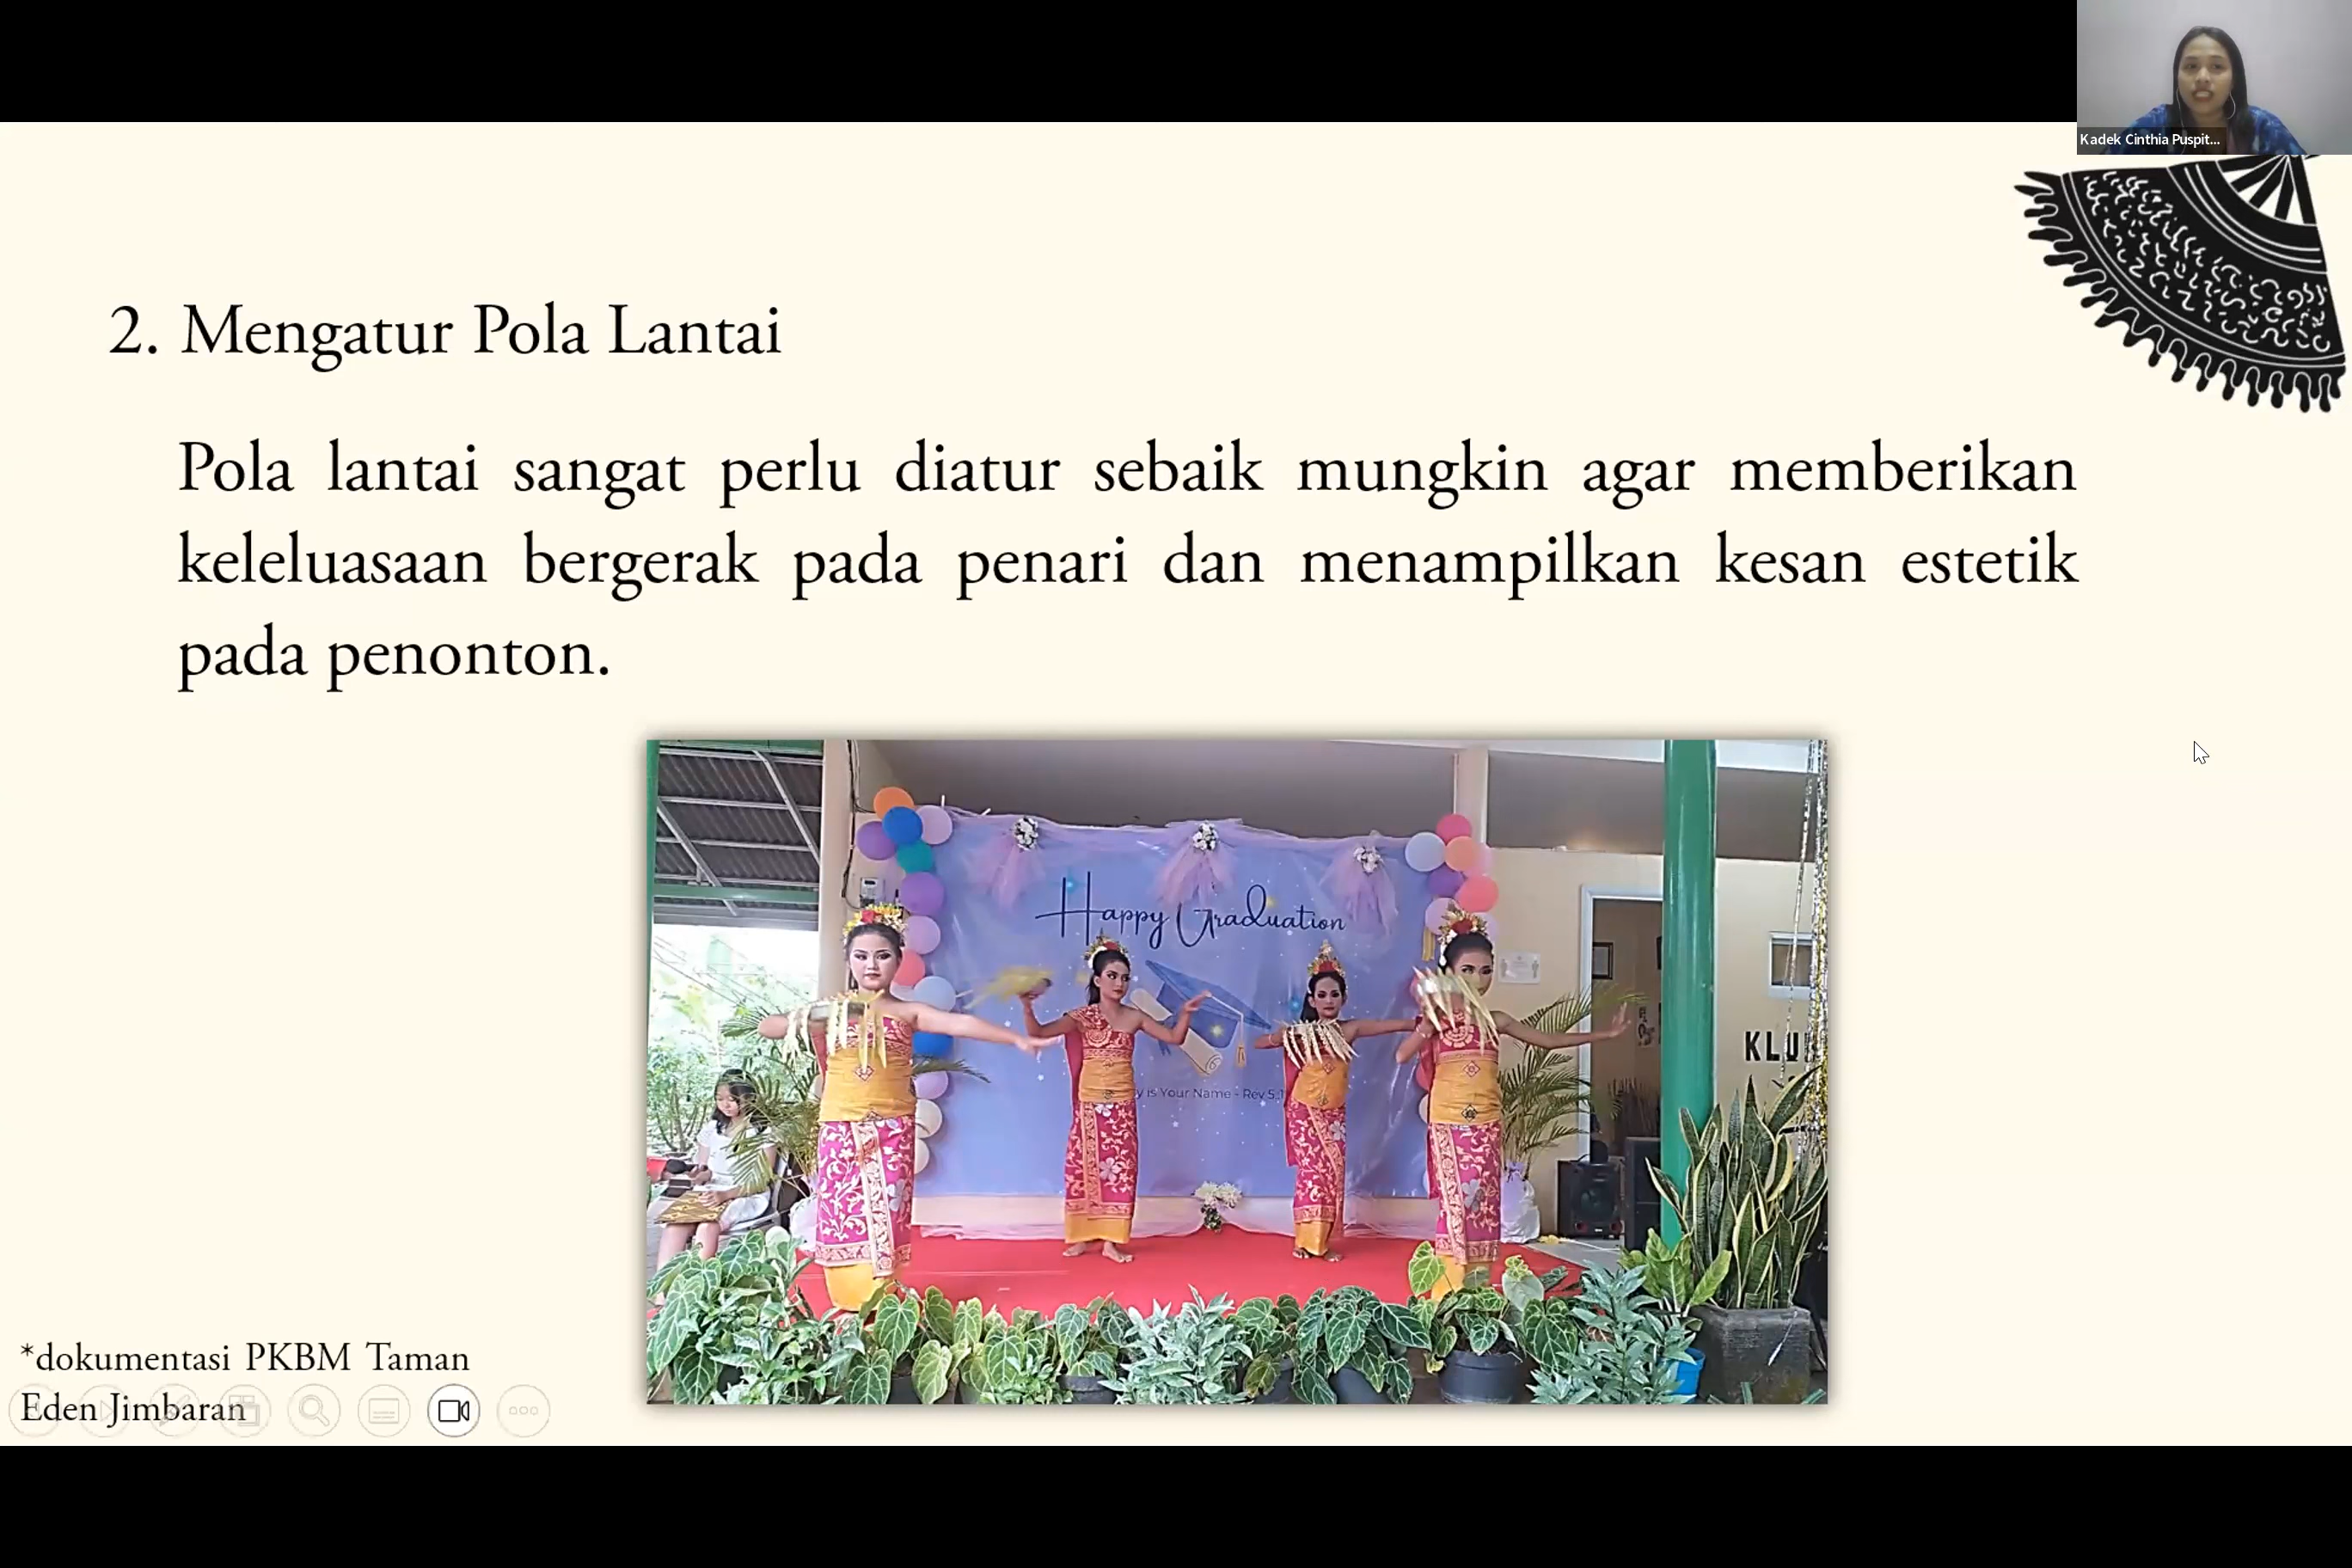 Kadek Cinthia Puspit...
2. Mengatur Pola Lantai
Pola lantai sangat perlu diatur sebaik mungkin agar memberikan
keleluasaan bergerak pada penari dan menampilkan kesan estetik
pada penonton.
Happy Graduation
is Your Name - Rev 5:1
KLU
*dokumentasi PKBM Taman
Eden Jimbaran